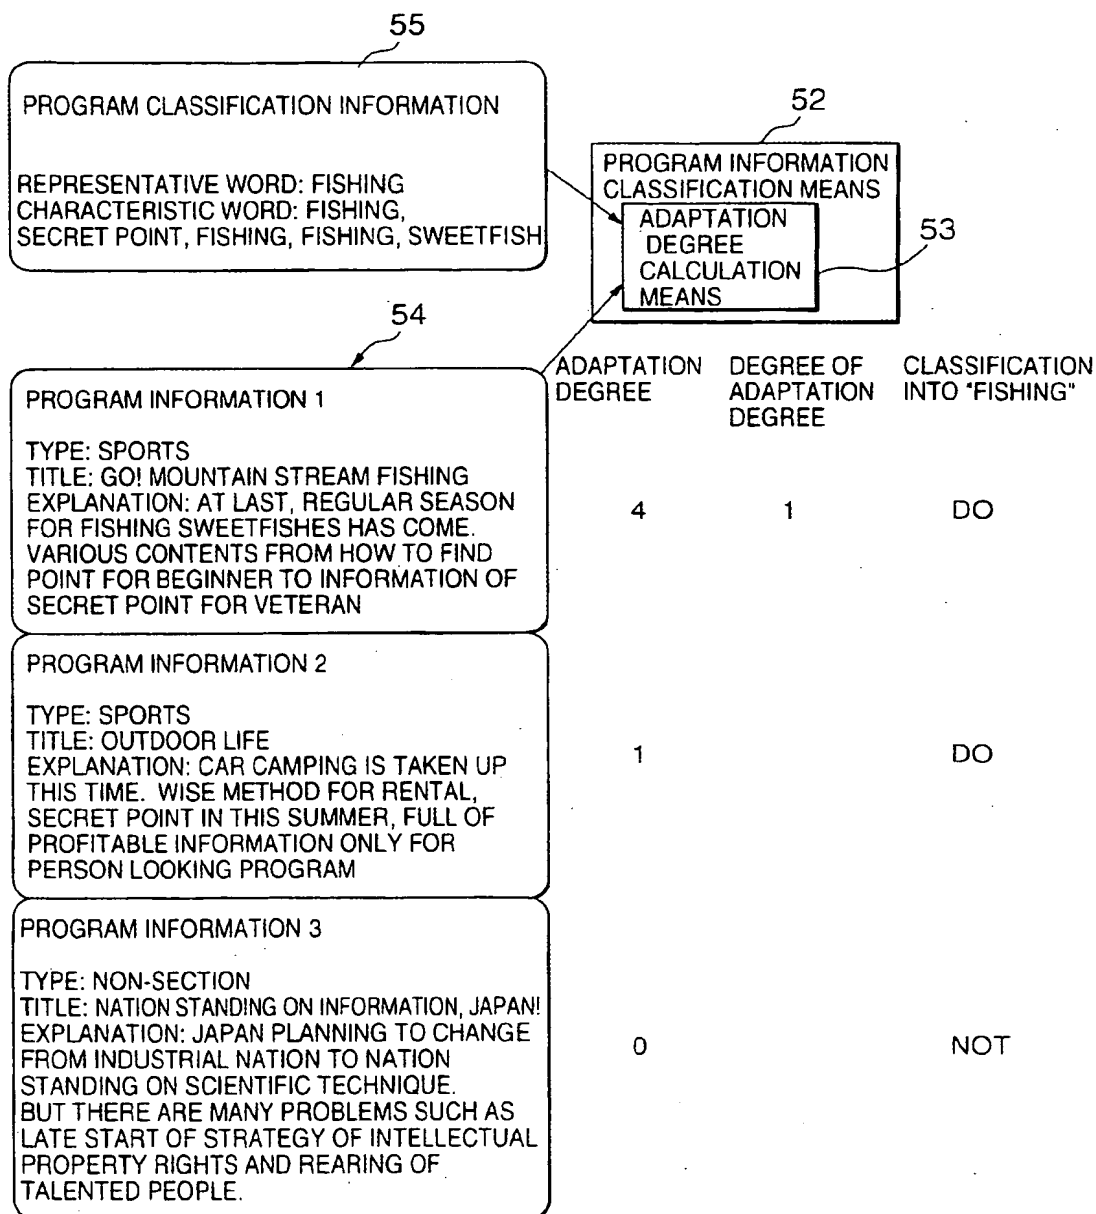 55
PROGRAM CLASSIFICATION INFORMATION
REPRESENTATIVE WORD: FISHING
CHARACTERISTIC WORD: FISHING,
SECRET POINT, FISHING, FISHING, SWEETFISH
52
PROGRAM INFORMATION
CLASSIFICATION MEANS
ADAPTATION
DEGREE
CALCULATION
MEANS
53
54
ADAPTATION
DEGREE
DEGREE OF
ADAPTATION
DEGREE
CLASSIFICATION
INTO "FISHING"
PROGRAM INFORMATION 1
TYPE: SPORTS
TITLE: GO! MOUNTAIN STREAM FISHING
EXPLANATION: AT LAST, REGULAR SEASON
FOR FISHING SWEETFISHES HAS COME.
VARIOUS CONTENTS FROM HOW TO FIND
POINT FOR BEGINNER TO INFORMATION OF
SECRET POINT FOR VETERAN
4 1 DO
PROGRAM INFORMATION 2
TYPE: SPORTS
TITLE: OUTDOOR LIFE
EXPLANATION: CAR CAMPING IS TAKEN UP
THIS TIME. WISE METHOD FOR RENTAL,
SECRET POINT IN THIS SUMMER, FULL OF
PROFITABLE INFORMATION ONLY FOR
PERSON LOOKING PROGRAM
1 DO
PROGRAM INFORMATION 3
TYPE: NON-SECTION
TITLE: NATION STANDING ON INFORMATION, JAPAN!
EXPLANATION: JAPAN PLANNING TO CHANGE
FROM INDUSTRIAL NATION TO NATION
STANDING ON SCIENTIFIC TECHNIQUE.
BUT THERE ARE MANY PROBLEMS SUCH AS
LATE START OF STRATEGY OF INTELLECTUAL
PROPERTY RIGHTS AND REARING OF
TALENTED PEOPLE.
0 NOT